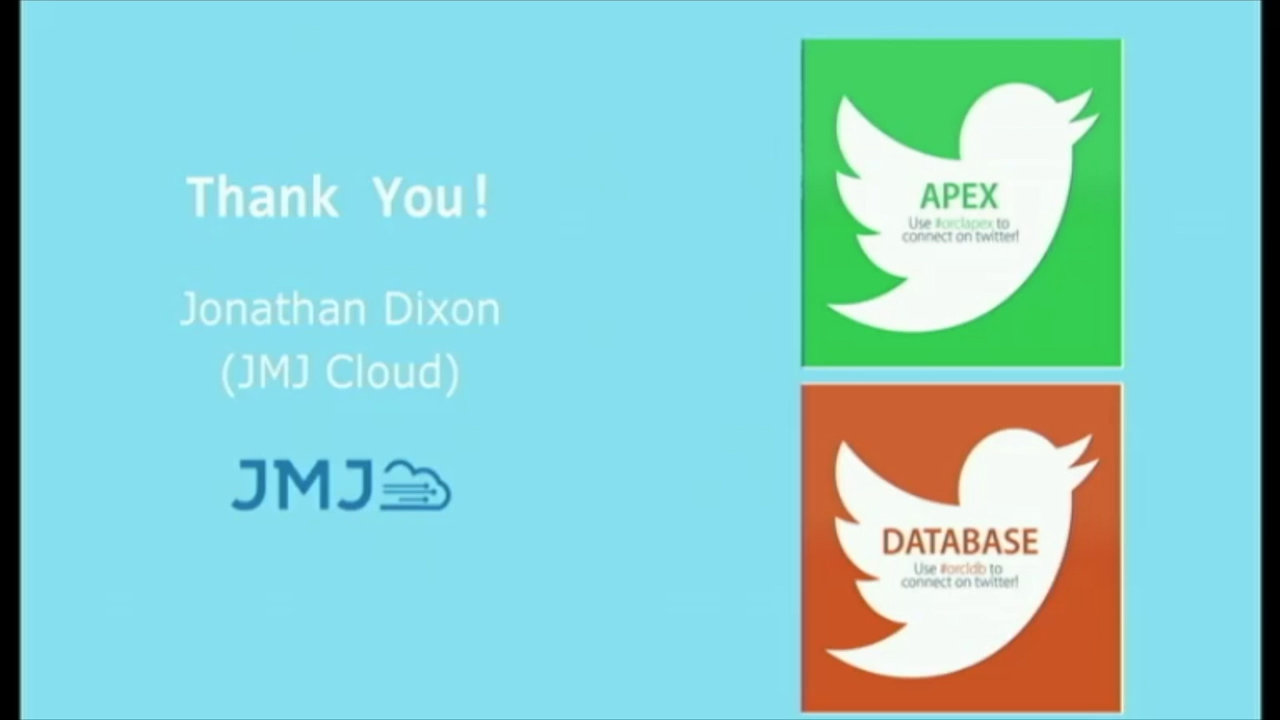 Thank You!
Jonathan Dixon
(JMJ Cloud)
JMJ
APEX
Use #orclapex to
connect on twitter!
DATABASE
Use #orcldb to
connect on twitter!